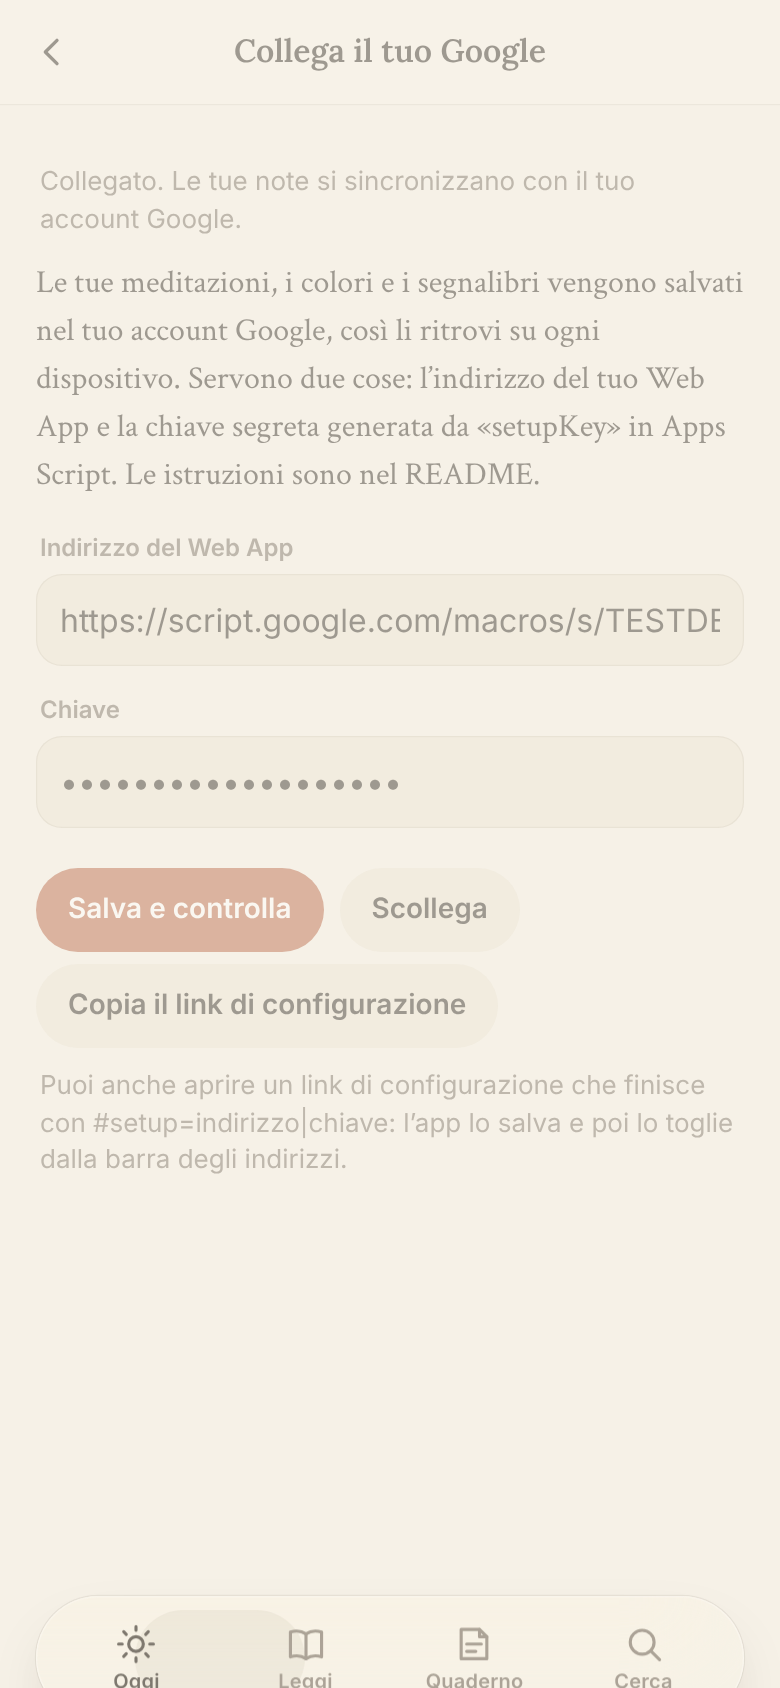 Collega il tuo Google
Collegato. Le tue note si sincronizzano con il tuo
account Google.
Le tue meditazioni, i colori e i segnalibri vengono salvati
nel tuo account Google, così li ritrovi su ogni
dispositivo. Servono due cose: l’indirizzo del tuo Web
App e la chiave segreta generata da «setupKey» in Apps
Script. Le istruzioni sono nel README.
Indirizzo del Web App
https://script.google.com/macros/s/TESTDE
Chiave
•••••••••••••••••••
Salva e controlla
Scollega
Copia il link di configurazione
Puoi anche aprire un link di configurazione che finisce
con #setup=indirizzo|chiave: l’app lo salva e poi lo toglie
dalla barra degli indirizzi.
Oggi
Leggi
Quaderno
Cerca